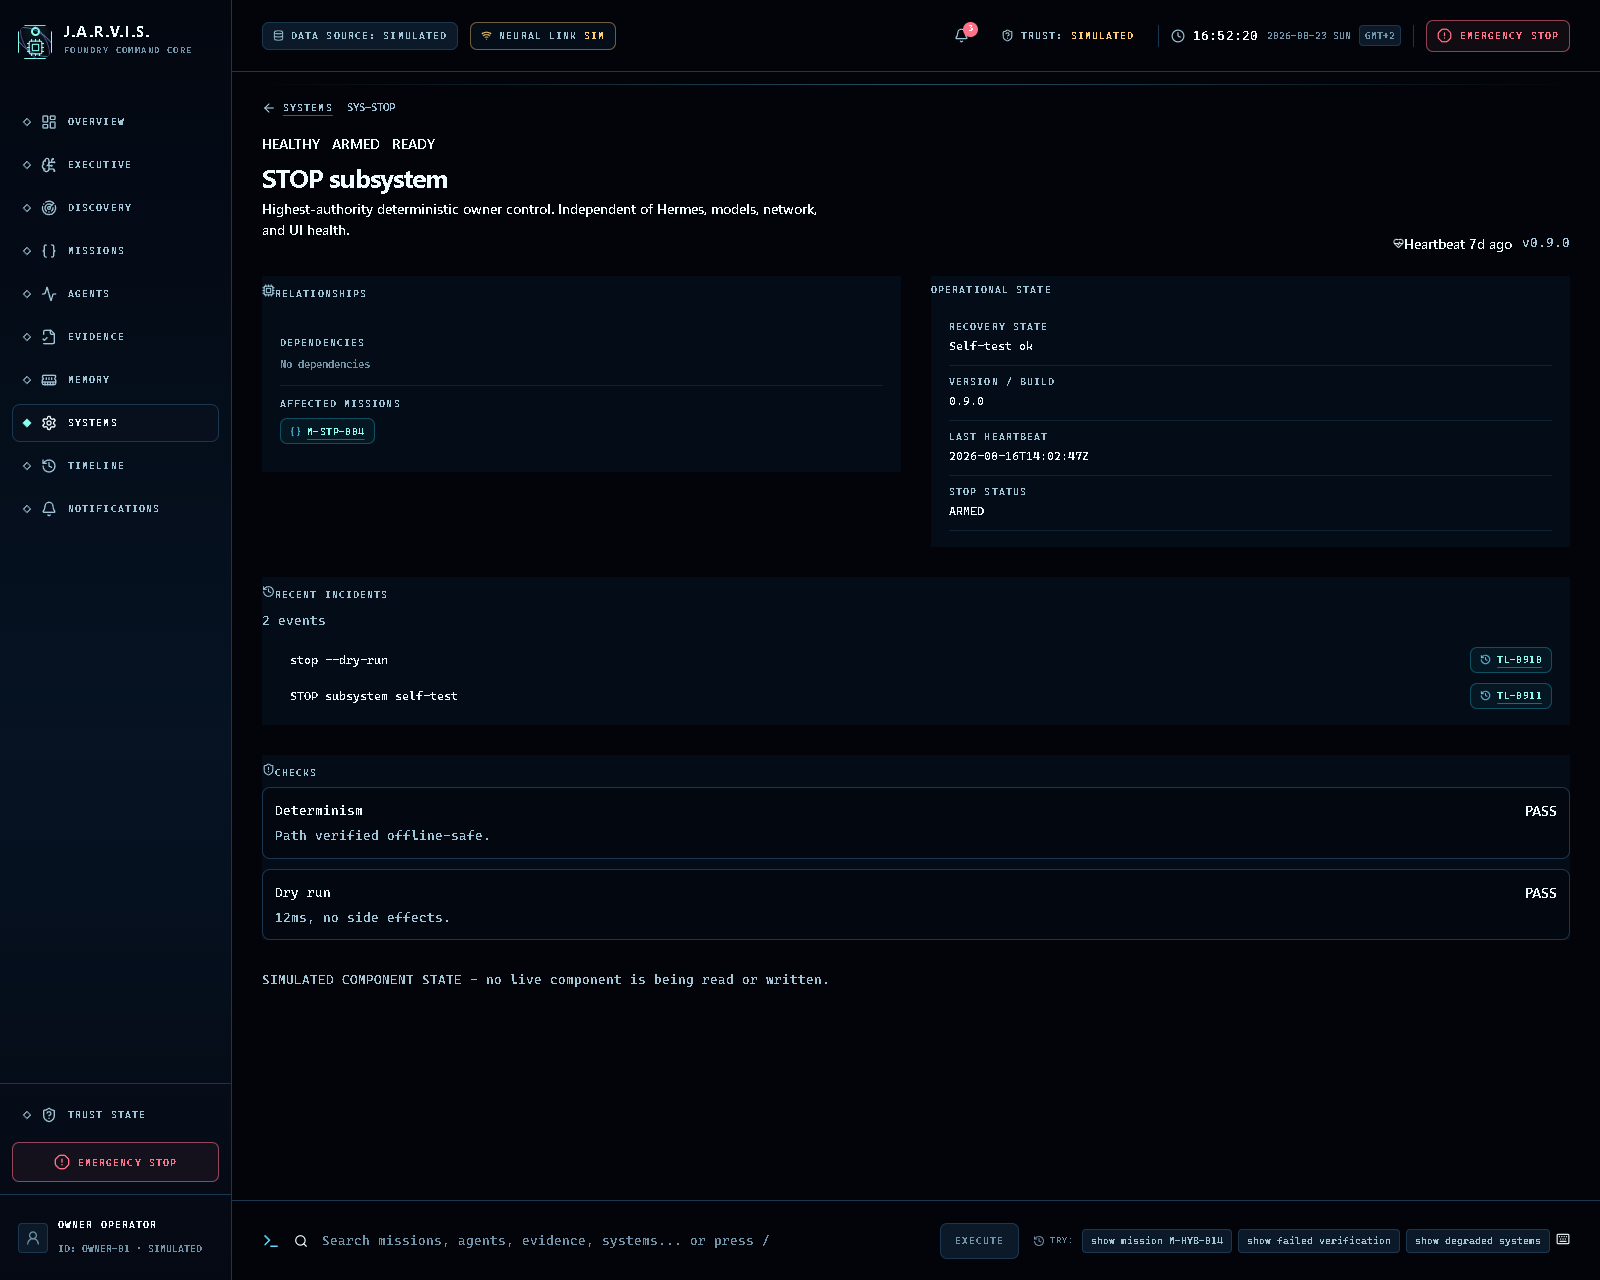 J.A.R.V.I.S.
FOUNDRY COMMAND CORE
DATA SOURCE: SIMULATED
NEURAL LINK SIM
3
TRUST: SIMULATED
16:52:20 2026-08-23 SUN GMT+2
EMERGENCY STOP
OVERVIEW
EXECUTIVE
DISCOVERY
MISSIONS
AGENTS
EVIDENCE
MEMORY
SYSTEMS
TIMELINE
NOTIFICATIONS
TRUST STATE
EMERGENCY STOP
OWNER OPERATOR
ID: OWNER-01 • SIMULATED
SYSTEMS SYS-STOP
HEALTHY ARMED READY
STOP subsystem
Highest-authority deterministic owner control. Independent of Hermes, models, network,
and UI health.
Heartbeat 7d ago v0.9.0
RELATIONSHIPS
DEPENDENCIES
No dependencies
AFFECTED MISSIONS
M-STP-004
OPERATIONAL STATE
RECOVERY STATE
Self-test ok
VERSION / BUILD
0.9.0
LAST HEARTBEAT
2026-08-16T14:02:47Z
STOP STATUS
ARMED
RECENT INCIDENTS
2 events
stop --dry-run TL-0910
STOP subsystem self-test TL-0911
CHECKS
Determinism PASS
Path verified offline-safe.
Dry run PASS
12ms, no side effects.
SIMULATED COMPONENT STATE - no live component is being read or written.
Search missions, agents, evidence, systems... or press /
EXECUTE
TRY: show mission M-HYB-014 show failed verification show degraded systems